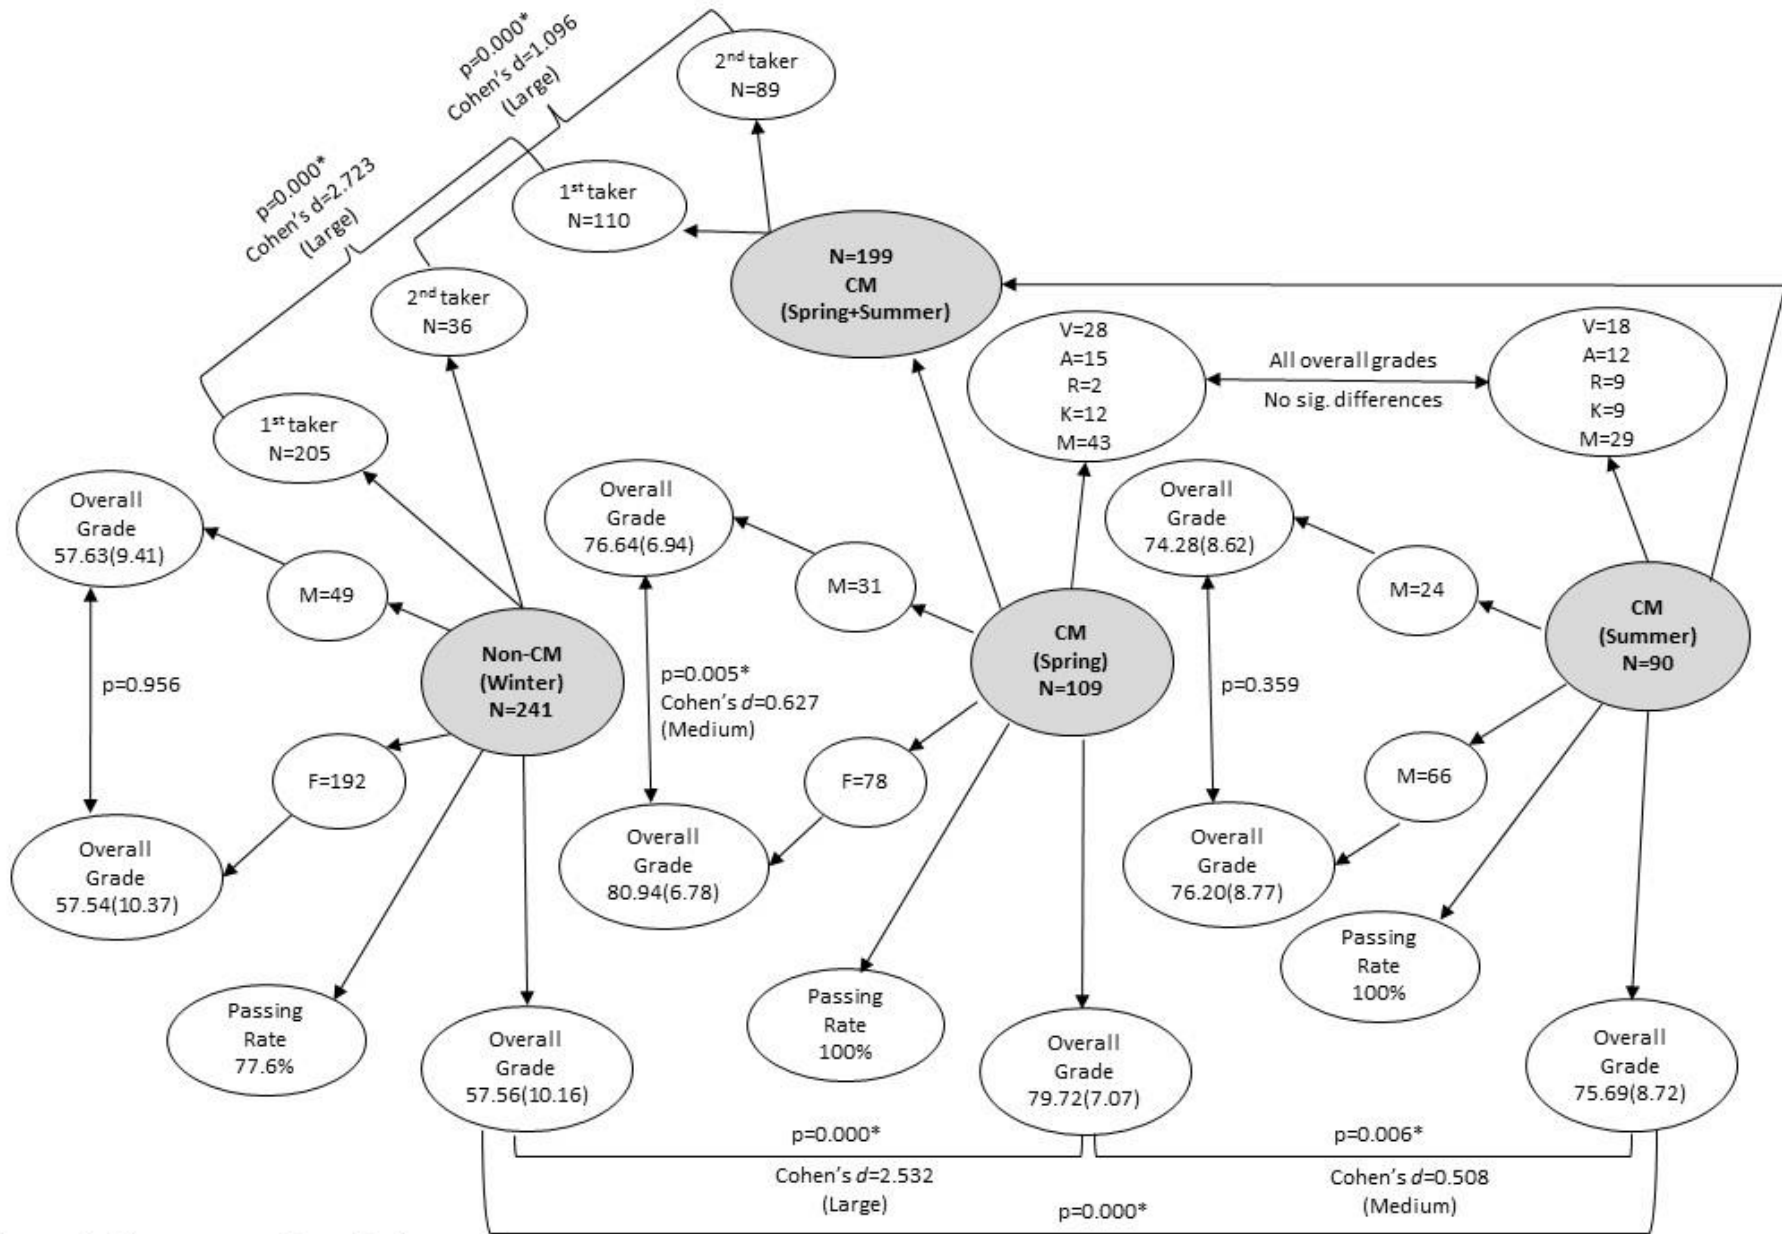 p=0.000*
Cohen's d=1.096
(Large)
2nd taker
N=89
p=0.000*
Cohen's d=2.723
(Large)
1st taker
N=110
N=199
CM
(Spring+Summer)
2nd taker
N=36
1st taker
N=205
V=28
A=15
R=2
K=12
M=43
All overall grades
No sig. differences
V=18
A=12
R=9
K=9
M=29
Overall
Grade
57.63(9.41)
M=49
p=0.956
Non-CM
(Winter)
N=241
F=192
Overall
Grade
57.54(10.37)
Passing
Rate
77.6%
Overall
Grade
57.56(10.16)
Overall
Grade
76.64(6.94)
M=31
p=0.005*
Cohen's d=0.627
(Medium)
CM
(Spring)
N=109
F=78
Overall
Grade
80.94(6.78)
Passing
Rate
100%
Overall
Grade
79.72(7.07)
Overall
Grade
74.28(8.62)
M=24
p=0.359
CM
(Summer)
N=90
M=66
Overall
Grade
76.20(8.77)
Passing
Rate
100%
Overall
Grade
75.69(8.72)
p=0.000*
Cohen's d=2.532
(Large)
p=0.006*
Cohen's d=0.508
(Medium)
p=0.000*